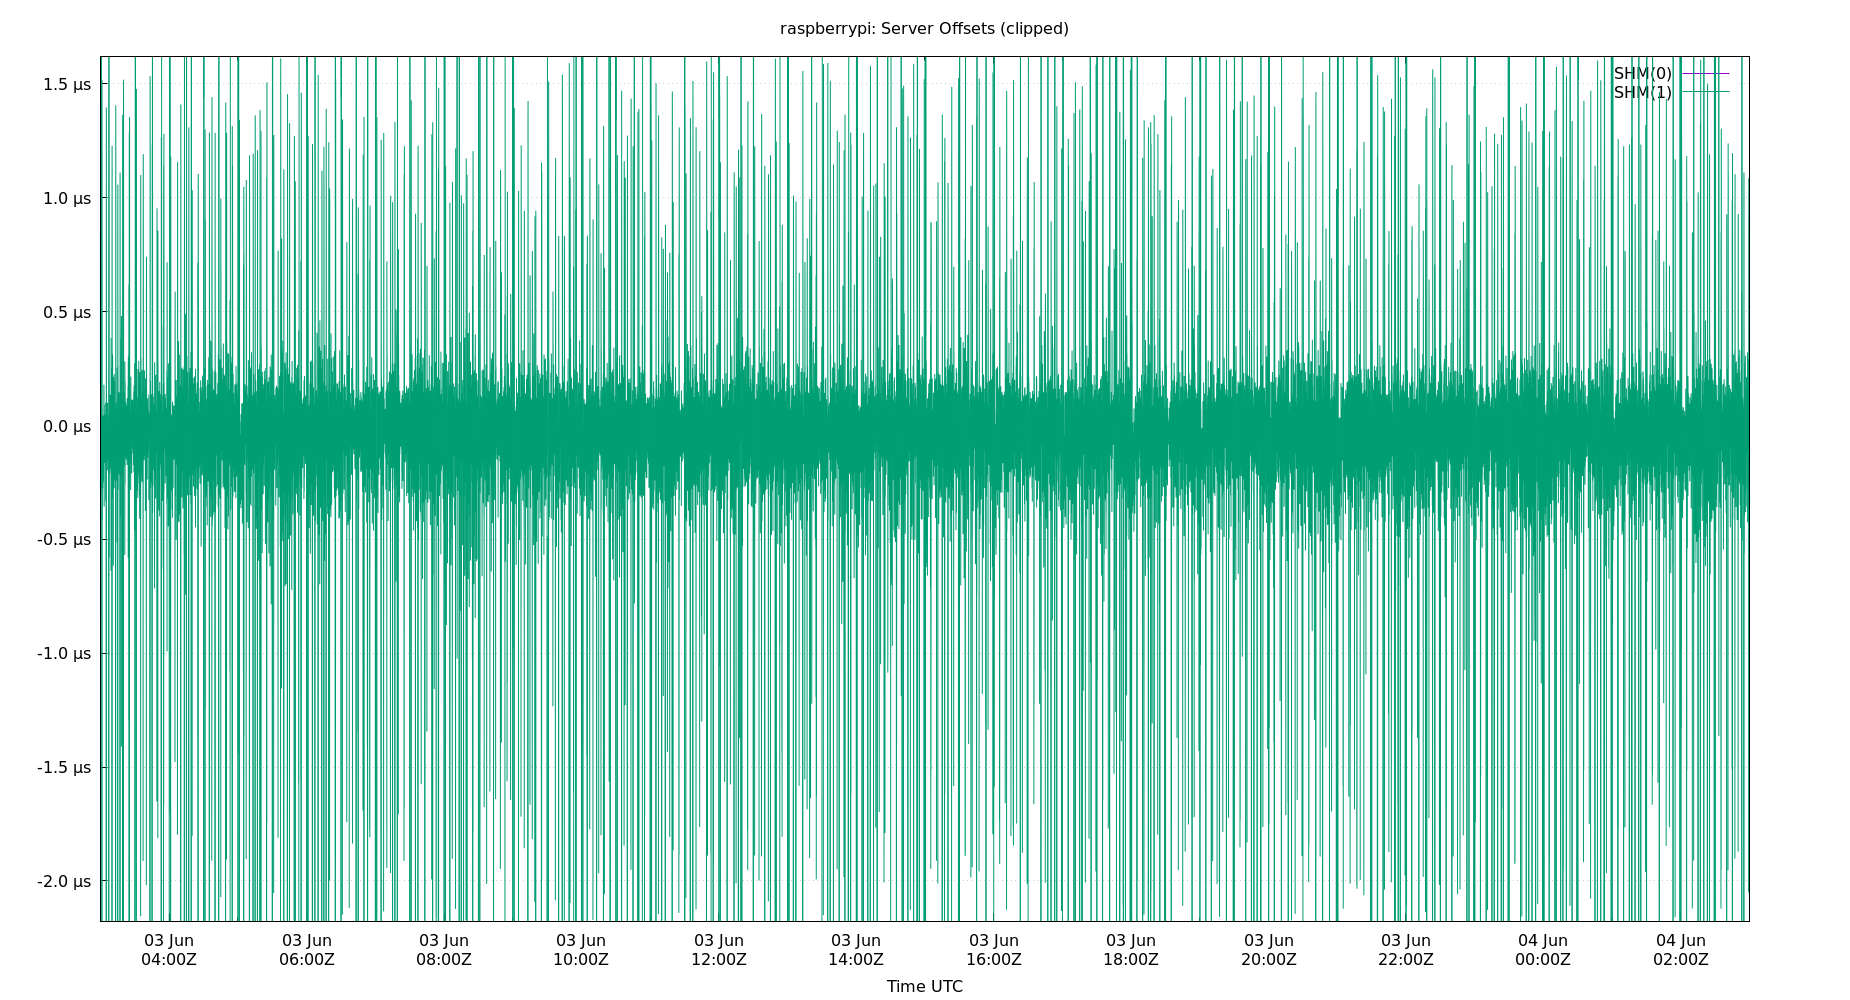 raspberrypi: Server Offsets (clipped)
SHM(0)
SHM(1)
1.5 µs
1.0 µs
0.5 µs
0.0 µs
-0.5 µs
-1.0 µs
-1.5 µs
-2.0 µs
03 Jun 03 Jun 03 Jun 03 Jun 03 Jun 03 Jun 03 Jun 03 Jun 03 Jun 03 Jun 04 Jun 04 Jun
04:00Z 06:00Z 08:00Z 10:00Z 12:00Z 14:00Z 16:00Z 18:00Z 20:00Z 22:00Z 00:00Z 02:00Z
Time UTC